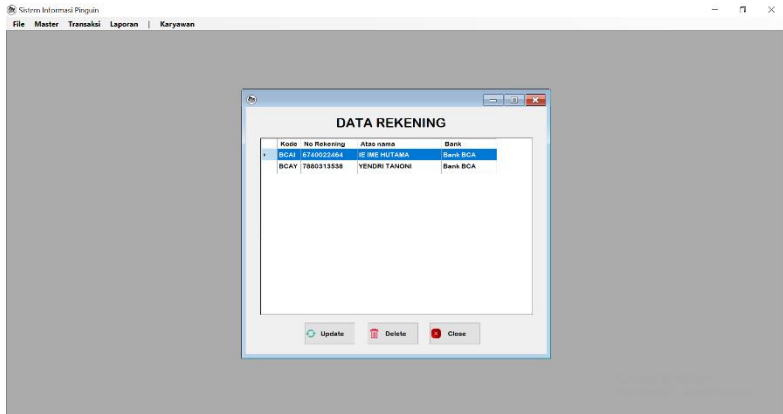 Sistem Informasi Pinguin
File Master Transaksi Laporan | Karyawan
DATA REKENING
Kode No Rekening Atas nama Bank
BCAI 6740022464 IE IME HUTAMA Bank BCA
BCAY 7880313538 YENDRI TANONI Bank BCA
Update Delete Close